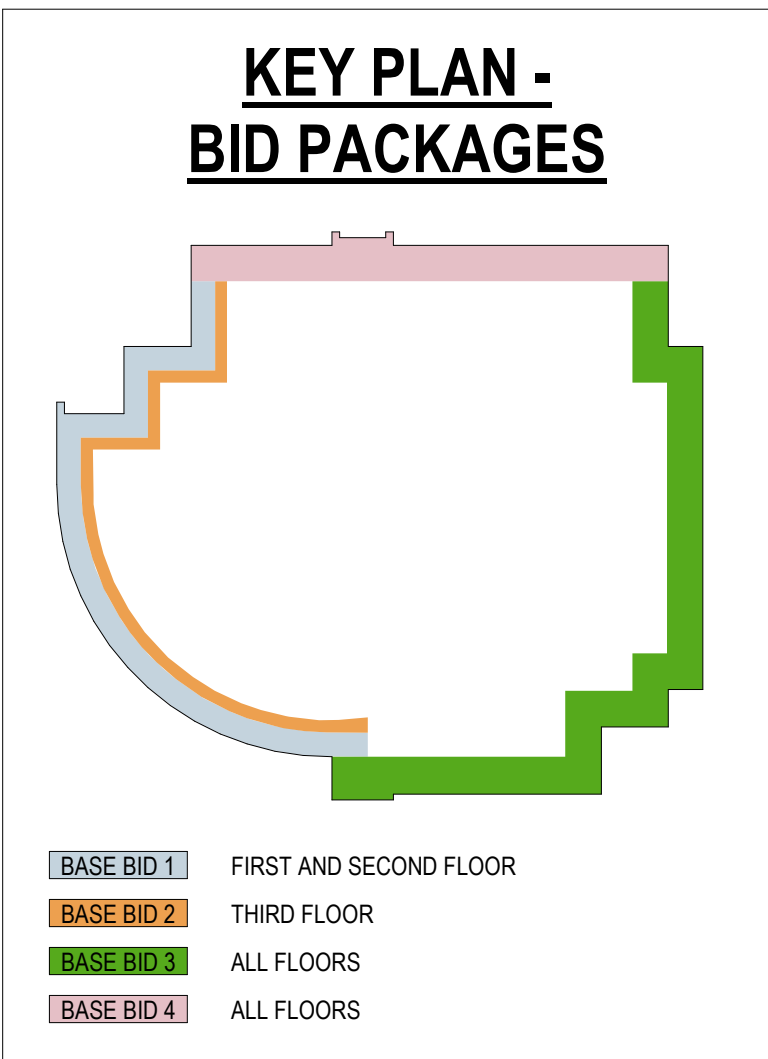 KEY PLAN -
BID PACKAGES
BASE BID 1 FIRST AND SECOND FLOOR
BASE BID 2 THIRD FLOOR
BASE BID 3 ALL FLOORS
BASE BID 4 ALL FLOORS